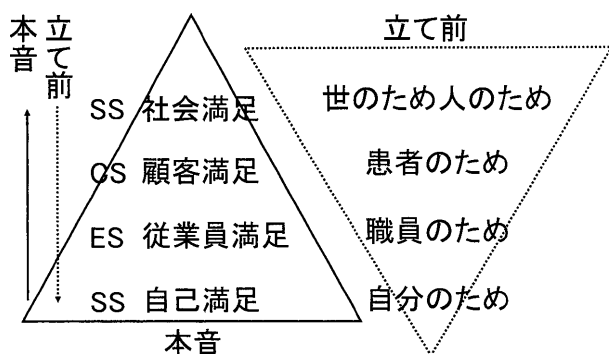 本音
立て前
SS 社会満足
CS 顧客満足
ES 従業員満足
SS 自己満足
本音
立て前
世のため人のため
患者のため
職員のため
自分のため